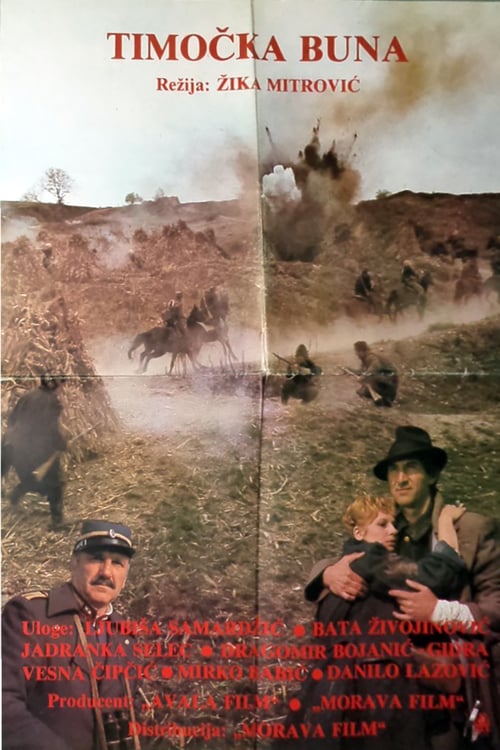 TIMOČKA BUNA
Režija: ŽIKA MITROVIĆ
Uloge: LJUBIŠA SAMARDŽIĆ ● BATA ŽIVOJINOVIĆ
JADRANKA SELEC ● DRAGOMIR BOJANIĆ-GIDRA
VESNA ČIPČIĆ ● MIRKO BABIĆ ● DANILO LAZOVIĆ
Producent: „AVALA FILM“ ● „MORAVA FILM“
Distribucija: „MORAVA FILM“